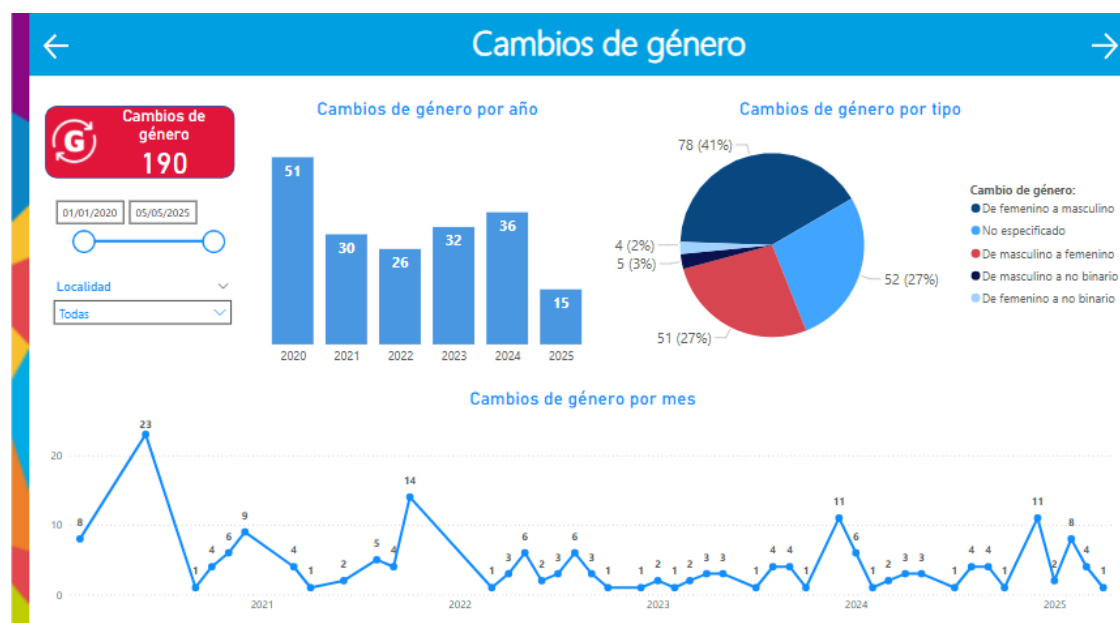 Cambios de género
Cambios de
género
190
G
01/01/2020 05/05/2025
Localidad
Todas
Cambios de género por año
51
30
26
32
36
15
2020 2021 2022 2023 2024 2025
Cambios de género por tipo
78 (41%)
4 (2%)
5 (3%)
52 (27%)
51 (27%)
Cambio de género:
De femenino a masculino
No especificado
De masculino a femenino
De masculino a no binario
De femenino a no binario
Cambios de género por mes
20
10
0
8 23 1 4 6 9 4 1 2 5 4 14 1 3 6 2 3 6 3 1 1 2 1 2 3 3 1 4 4 1 11 6 1 2 3 3 1 4 4 1 11 2 8 4 1
2021 2022 2023 2024 2025